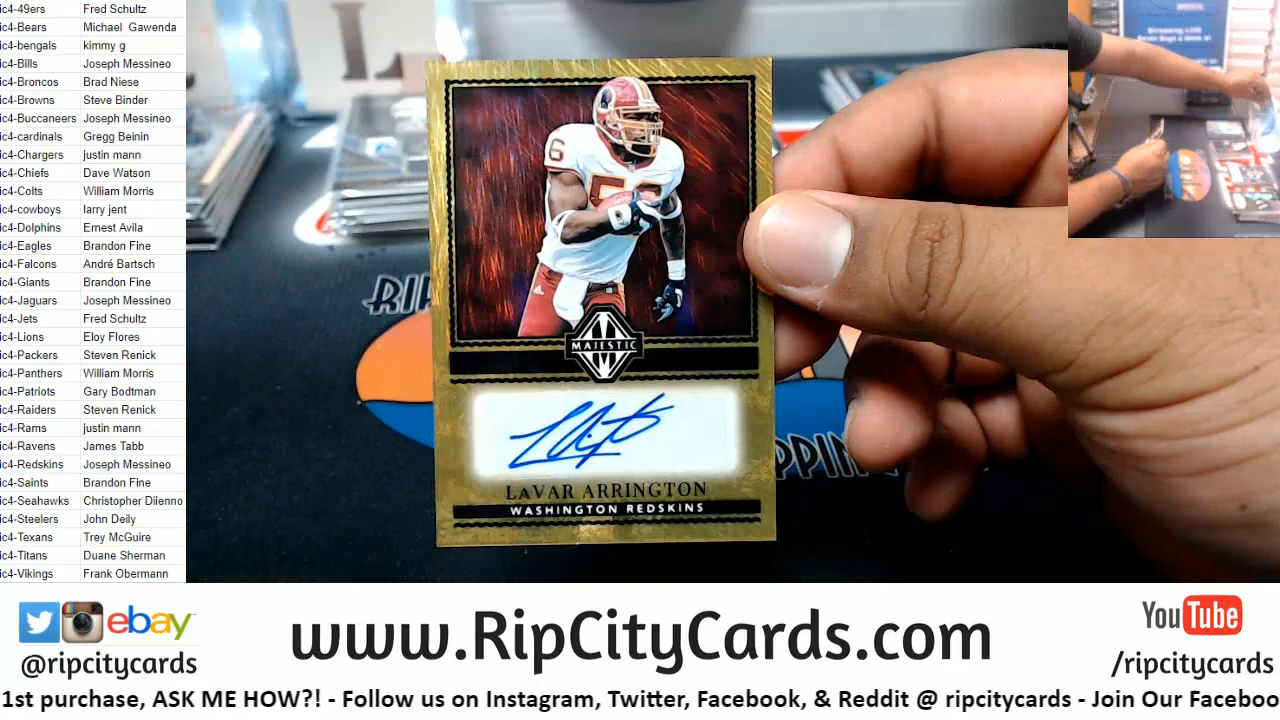 ic4-49ers Fred Schultz
ic4-Bears Michael Gawenda
ic4-bengals kimmy g
ic4-Bills Joseph Messineo
ic4-Broncos Brad Niese
ic4-Browns Steve Binder
ic4-Buccaneers Joseph Messineo
ic4-cardinals Gregg Beinin
ic4-Chargers justin mann
ic4-Chiefs Dave Watson
ic4-Colts William Morris
ic4-cowboys larry jent
ic4-Dolphins Ernest Avila
ic4-Eagles Brandon Fine
ic4-Falcons André Bartsch
ic4-Giants Brandon Fine
ic4-Jaguars Joseph Messineo
ic4-Jets Fred Schultz
ic4-Lions Eloy Flores
ic4-Packers Steven Renick
ic4-Panthers William Morris
ic4-Patriots Gary Bodtman
ic4-Raiders Steven Renick
ic4-Rams justin mann
ic4-Ravens James Tabb
ic4-Redskins Joseph Messineo
ic4-Saints Brandon Fine
ic4-Seahawks Christopher Diienno
ic4-Steelers John Deily
ic4-Texans Trey McGuire
ic4-Titans Duane Sherman
ic4-Vikings Frank Obermann
6
56
MAJESTIC
LAVAR ARRINGTON
WASHINGTON REDSKINS
RIP
PPIN
Streaming LIVE
ebay
@ripcitycards
www.RipCityCards.com
YouTube
/ripcitycards
1st purchase, ASK ME HOW?! - Follow us on Instagram, Twitter, Facebook, & Reddit @ ripcitycards - Join Our Faceboo